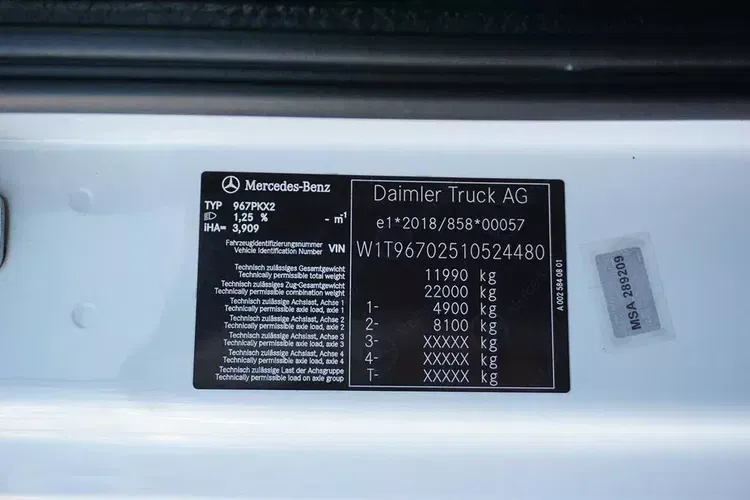 Mercedes-Benz
TYP 967PKX2
1,25 % - m⁻¹
iHA= 3,909
Fahrzeugidentifizierungsnummer
Vehicle Identification Number VIN
Technisch zulässiges Gesamtgewicht
Technically permissible total weight
Technisch zulässiges Zug-Gesamtgewicht
Technically permissible combination weight
Technisch zulässige Achslast, Achse 1
Technically permissible axle load, axle 1
Technisch zulässige Achslast, Achse 2
Technically permissible axle load, axle 2
Technisch zulässige Achslast, Achse 3
Technically permissible axle load, axle 3
Technisch zulässige Achslast, Achse 4
Technically permissible axle load, axle 4
Technisch zulässige Last der Achsgruppe
Technically permissible load on axle group
Daimler Truck AG
e1*2018/858*00057
W1T96702510524480
11990 kg
22000 kg
1- 4900 kg
2- 8100 kg
3- XXXXX kg
4- XXXXX kg
T- XXXXX kg
A 002 584 08 01
MSA 289209